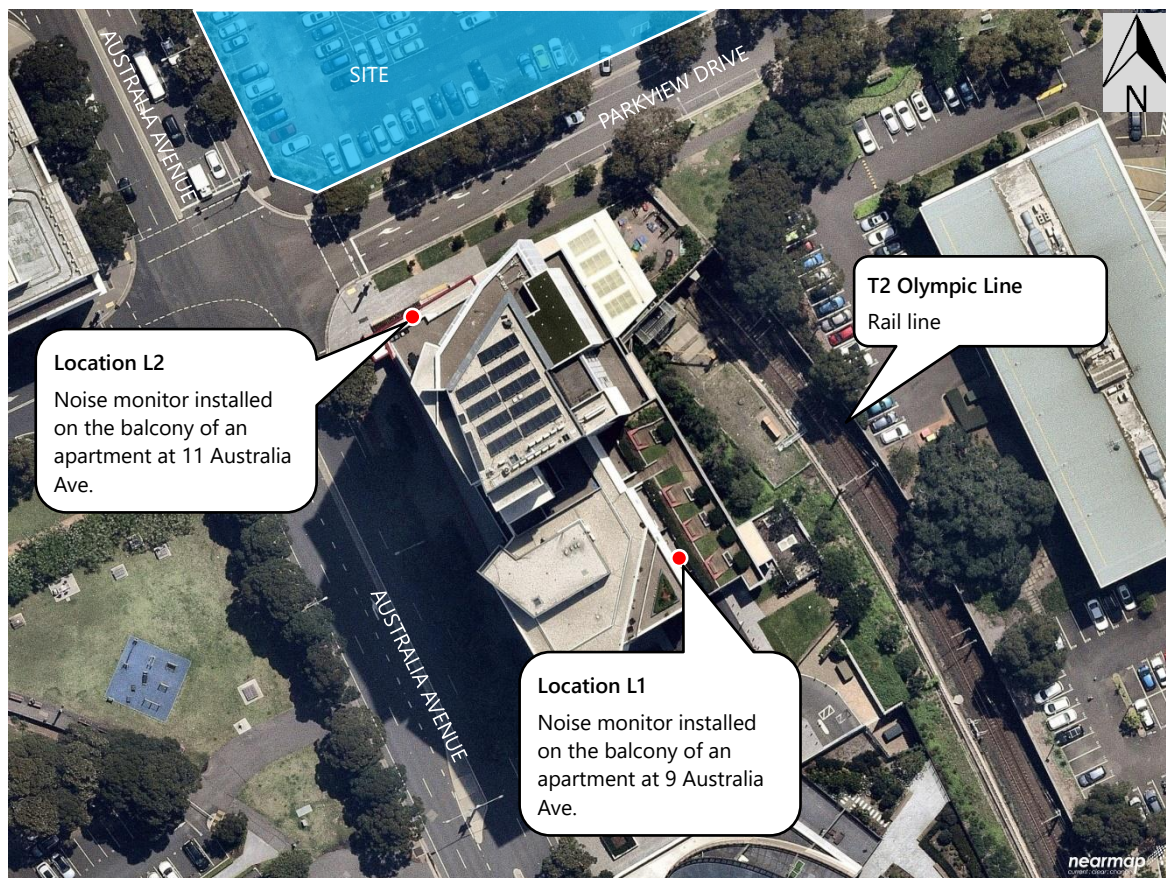 AUSTRALIA AVENUE
SITE
PARKVIEW DRIVE
N
T2 Olympic Line
Rail line
Location L2
Noise monitor installed
on the balcony of an
apartment at 11 Australia
Ave.
AUSTRALIA AVENUE
Location L1
Noise monitor installed
on the balcony of an
apartment at 9 Australia
Ave.
nearmap